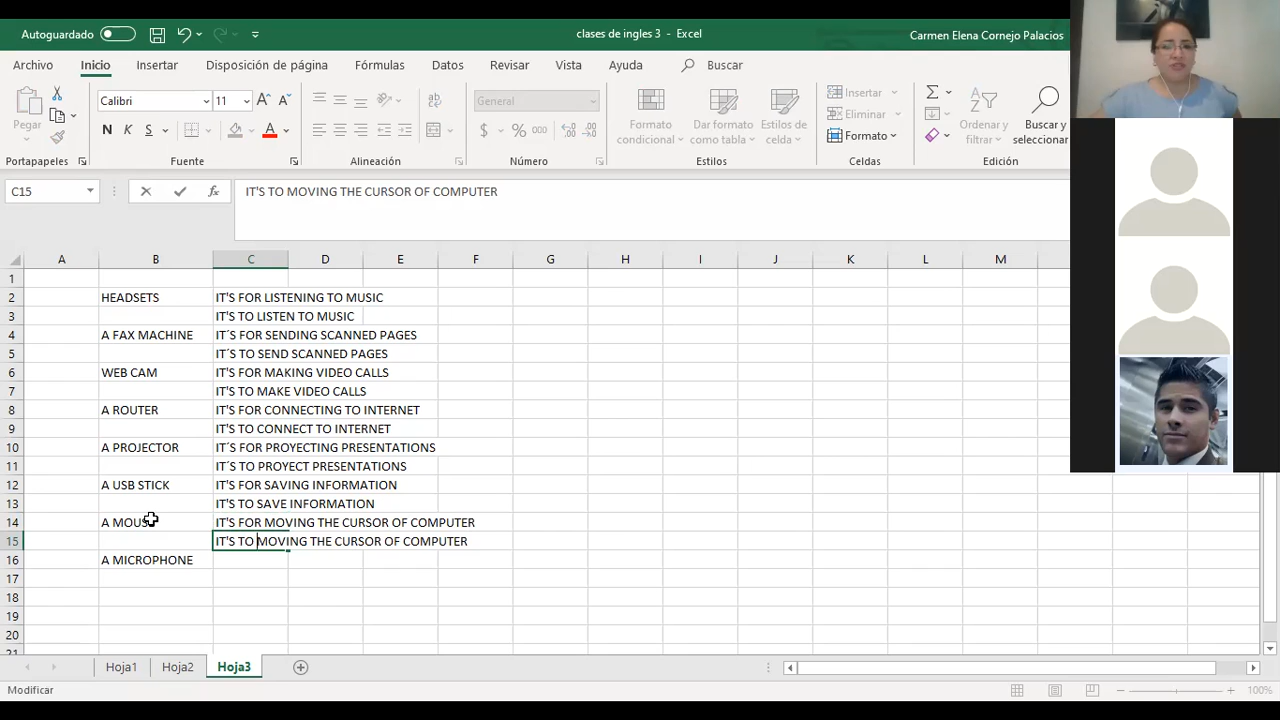 Autoguardado
clases de ingles 3 - Excel
Carmen Elena Cornejo Palacios
Archivo Inicio Insertar Disposición de página Fórmulas Datos Revisar Vista Ayuda Buscar
Pegar
Calibri 11
N K S
General
$ % 000
Formato condicional
Dar formato como tabla
Estilos de celda
Insertar
Eliminar
Formato
Ordenar y filtrar
Buscar y seleccionar
Portapapeles Fuente Alineación Número Estilos Celdas Edición
C15 fx IT'S TO MOVING THE CURSOR OF COMPUTER
A B C D E F G H I J K L M
1
2 HEADSETS IT'S FOR LISTENING TO MUSIC
3 IT'S TO LISTEN TO MUSIC
4 A FAX MACHINE IT´S FOR SENDING SCANNED PAGES
5 IT´S TO SEND SCANNED PAGES
6 WEB CAM IT'S FOR MAKING VIDEO CALLS
7 IT'S TO MAKE VIDEO CALLS
8 A ROUTER IT'S FOR CONNECTING TO INTERNET
9 IT'S TO CONNECT TO INTERNET
10 A PROJECTOR IT´S FOR PROYECTING PRESENTATIONS
11 IT´S TO PROYECT PRESENTATIONS
12 A USB STICK IT'S FOR SAVING INFORMATION
13 IT'S TO SAVE INFORMATION
14 A MOUSE IT'S FOR MOVING THE CURSOR OF COMPUTER
15 IT'S TO MOVING THE CURSOR OF COMPUTER
16 A MICROPHONE
17
18
19
20
21
Hoja1 Hoja2 Hoja3
Modificar 100%